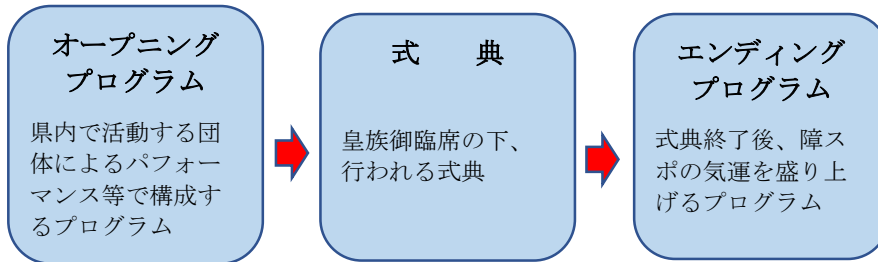 オープニング
プログラム
県内で活動する団
体によるパフォー
マンス等で構成す
るプログラム
式　　典
皇族御臨席の下、
行われる式典
エンディング
プログラム
式典終了後、障ス
ポの気運を盛り上
げるプログラム